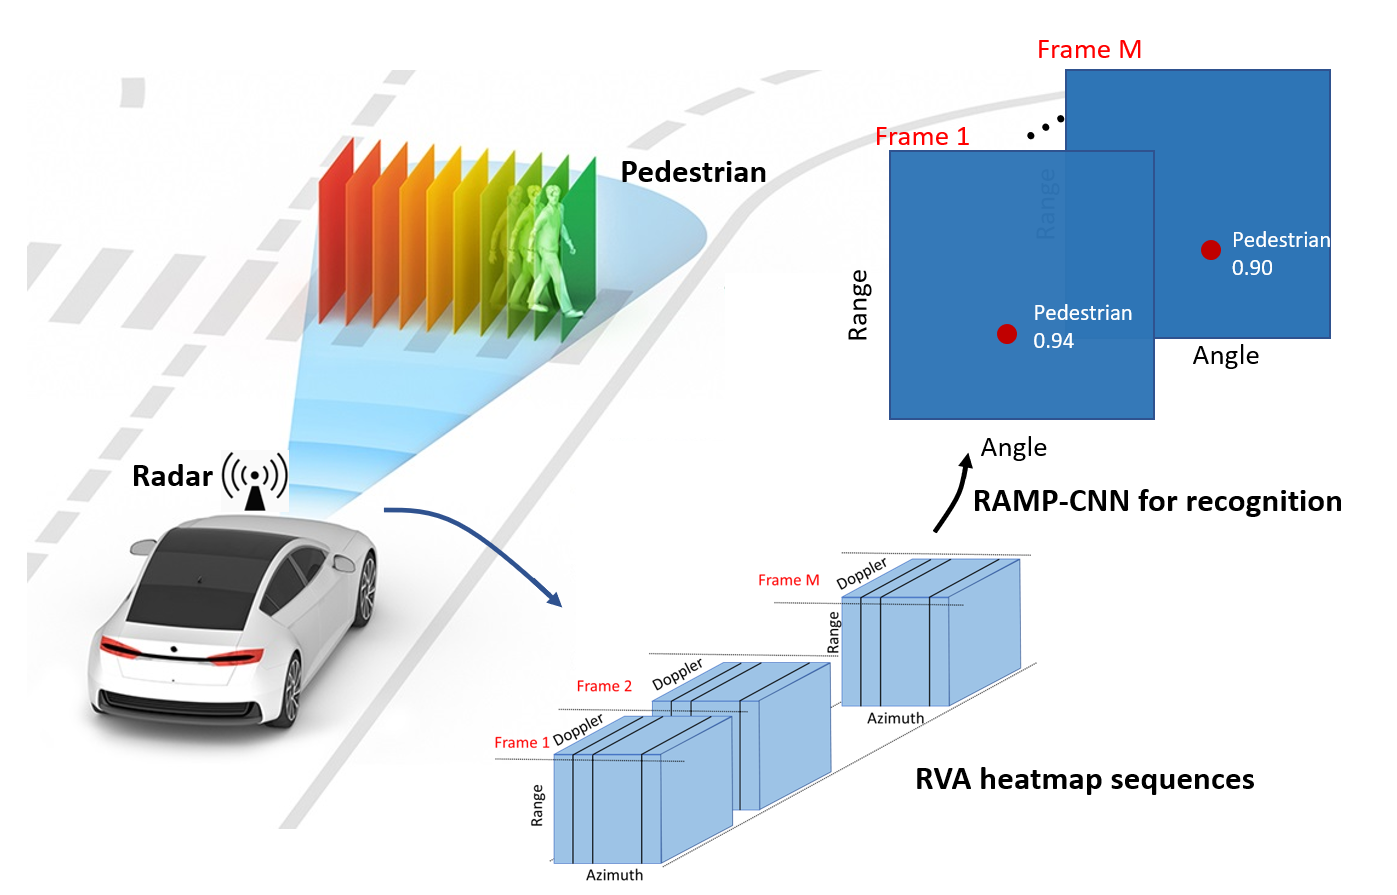 Frame M
Frame 1
Pedestrian
Range
Range
Pedestrian
0.90
Pedestrian
0.94
Angle
Angle
Radar
RAMP-CNN for recognition
Frame M
Doppler
Range
Azimuth
Frame 2
Doppler
Frame 1
Doppler
Range
Azimuth
RVA heatmap sequences